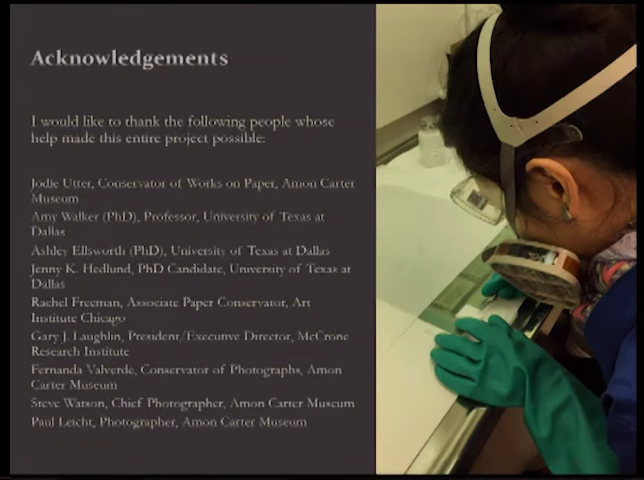 Acknowledgements
I would like to thank the following people whose
help made this entire project possible:
Jodie Utter, Conservator of Works on Paper, Amon Carter
Museum
Amy Walker (PhD), Professor, University of Texas at
Dallas
Ashley Ellsworth (PhD), University of Texas at Dallas
Jenny K. Hedlund, PhD Candidate, University of Texas at
Dallas
Rachel Freeman, Associate Paper Conservator, Art
Institute Chicago
Gary J. Laughlin, President/Executive Director, McCrone
Research Institute
Fernanda Valverde, Conservator of Photographs, Amon
Carter Museum
Steve Watson, Chief Photographer, Amon Carter Museum
Paul Leicht, Photographer, Amon Carter Museum